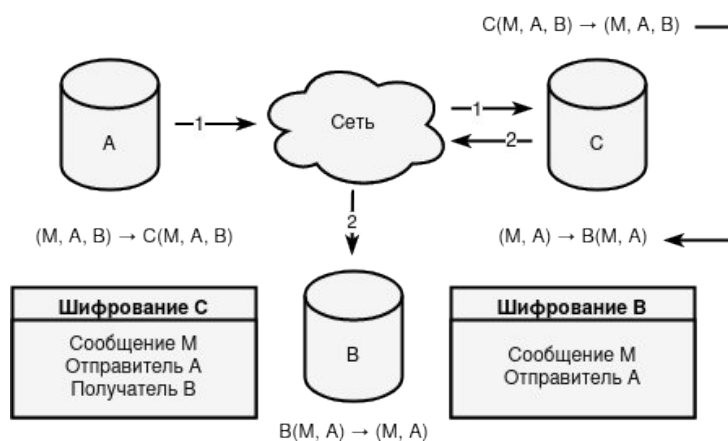 C(M, A, B) → (M, A, B)
A
1
Сеть
1
2
C
2
(M, A, B) → C(M, A, B)
(M, A) → B(M, A)
Шифрование C
Сообщение M
Отправитель A
Получатель B
B
Шифрование B
Сообщение M
Отправитель A
B(M, A) → (M, A)